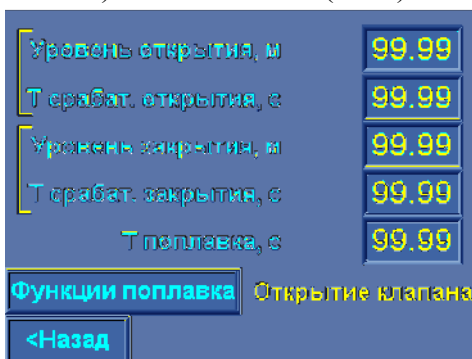 Уровень открытия, м 99.99
Т срабат. открытия, с 99.99
Уровень закрытия, м 99.99
Т срабат. закрытия, с 99.99
Т поплавка, с 99.99
Функции поплавка Открытие клапана
<Назад